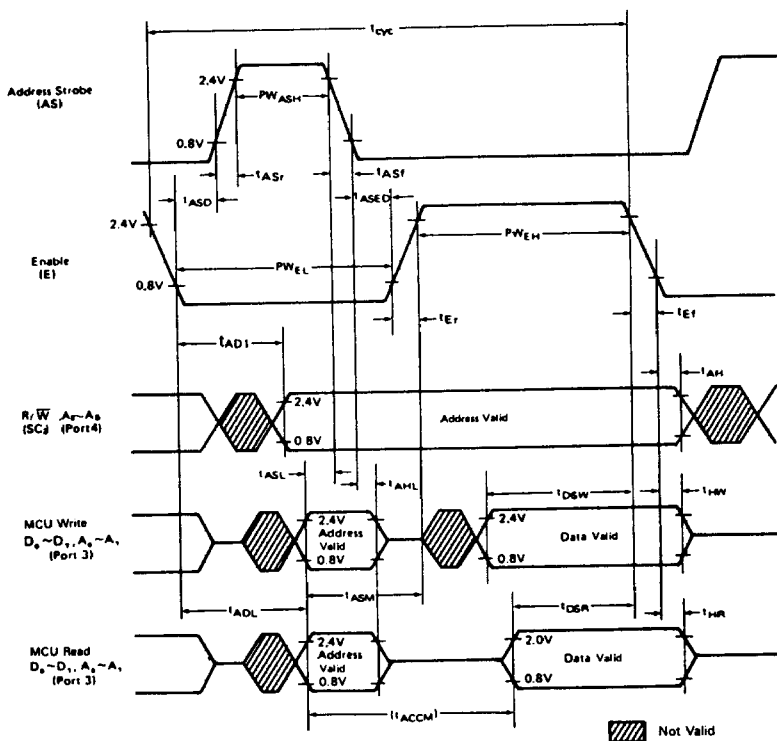 tcyc
Address Strobe
(AS)
2.4V
PWASH
0.8V
tASr
tASf
tASD
tASED
2.4V
Enable
(E)
0.8V
PWEL
PWEH
tEr
tEf
tAD1
tAH
R/W̅
(Port4)
2.4V
Address Valid
0.8V
tASL
tAHL
tDSW
tHW
MCU Write
D₀~D₇, A₀~A₇
(Port 3)
2.4V
Address
Valid
0.8V
2.4V
Data Valid
0.8V
tADL
tASM
tDSR
tHR
MCU Read
D₀~D₇, A₀~A₇
(Port 3)
2.4V
Address
Valid
0.8V
2.0V
Data Valid
0.8V
(tACCM)
Not Valid